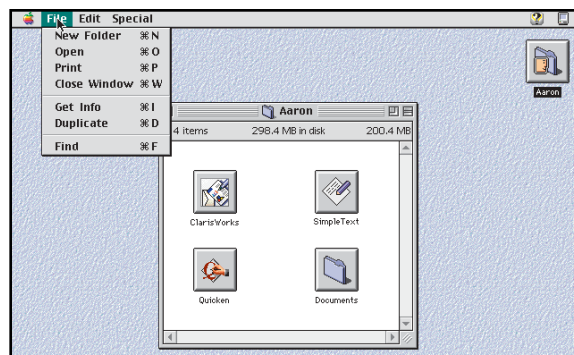 File Edit Special
New Folder ⌘N
Open ⌘O
Print ⌘P
Close Window ⌘W
Get Info ⌘I
Duplicate ⌘D
Find ⌘F
Aaron
Aaron
4 items 298.4 MB in disk 200.4 MB
ClarisWorks SimpleText
Quicken Documents